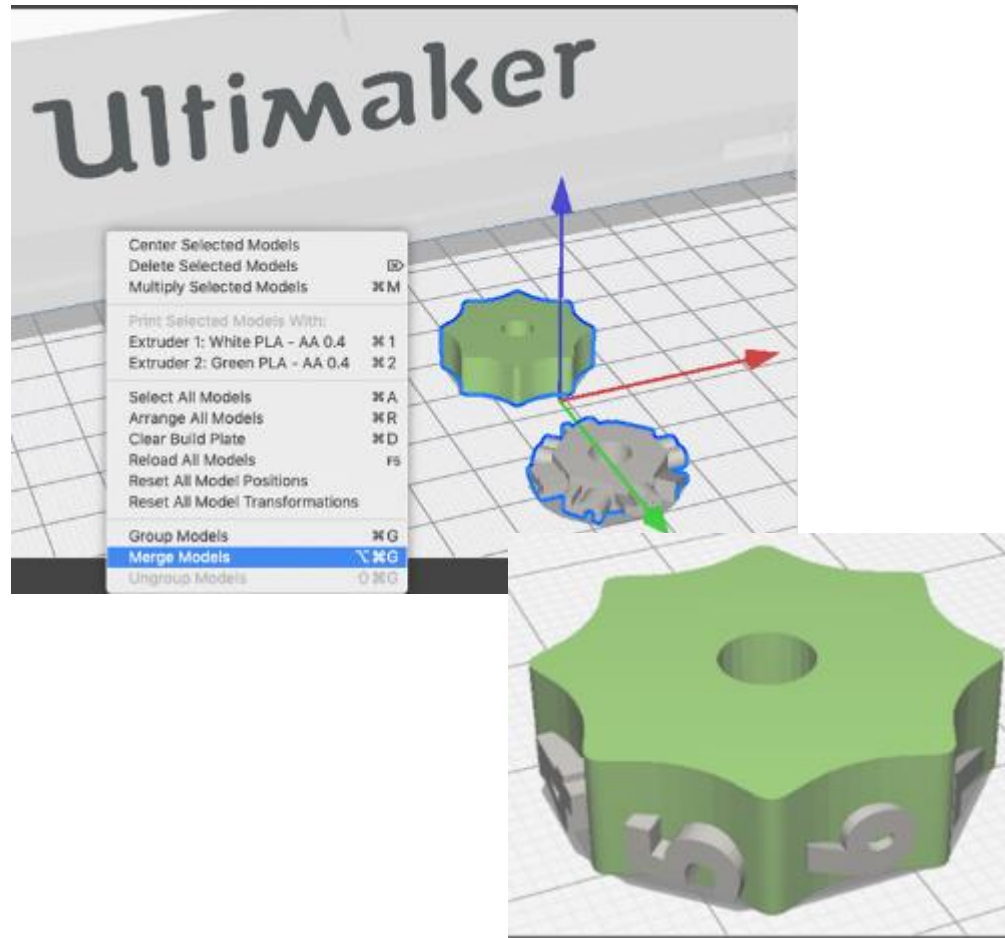 Ultimaker
Center Selected Models
Delete Selected Models ⌦
Multiply Selected Models ⌘M
Print Selected Models With:
Extruder 1: White PLA - AA 0.4 ⌘1
Extruder 2: Green PLA - AA 0.4 ⌘2
Select All Models ⌘A
Arrange All Models ⌘R
Clear Build Plate ⌘D
Reload All Models F5
Reset All Model Positions
Reset All Model Transformations
Group Models ⌘G
Merge Models ⌥⌘G
Ungroup Models ⇧⌘G
5 6